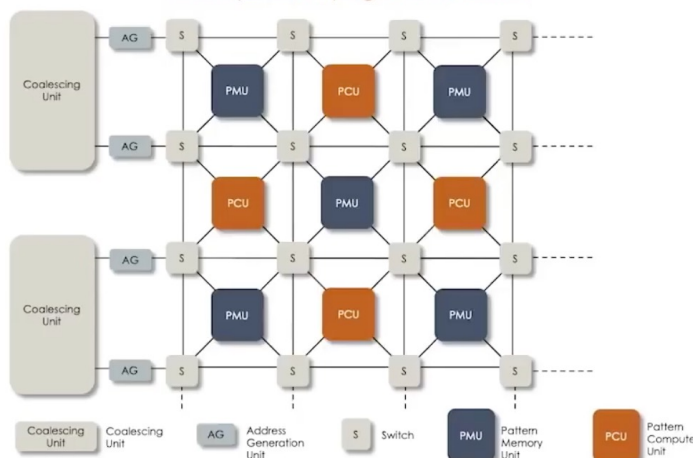 AG S S S S
Coalescing
Unit
PMU PCU PMU
AG S S S S
PCU PMU PCU
AG S S S S
Coalescing
Unit
PMU PCU PMU
AG S S S S
Coalescing
Unit
Coalescing
Unit
AG
Address
Generation
Unit
S
Switch
PMU
Pattern
Memory
Unit
PCU
Pattern
Compute
Unit